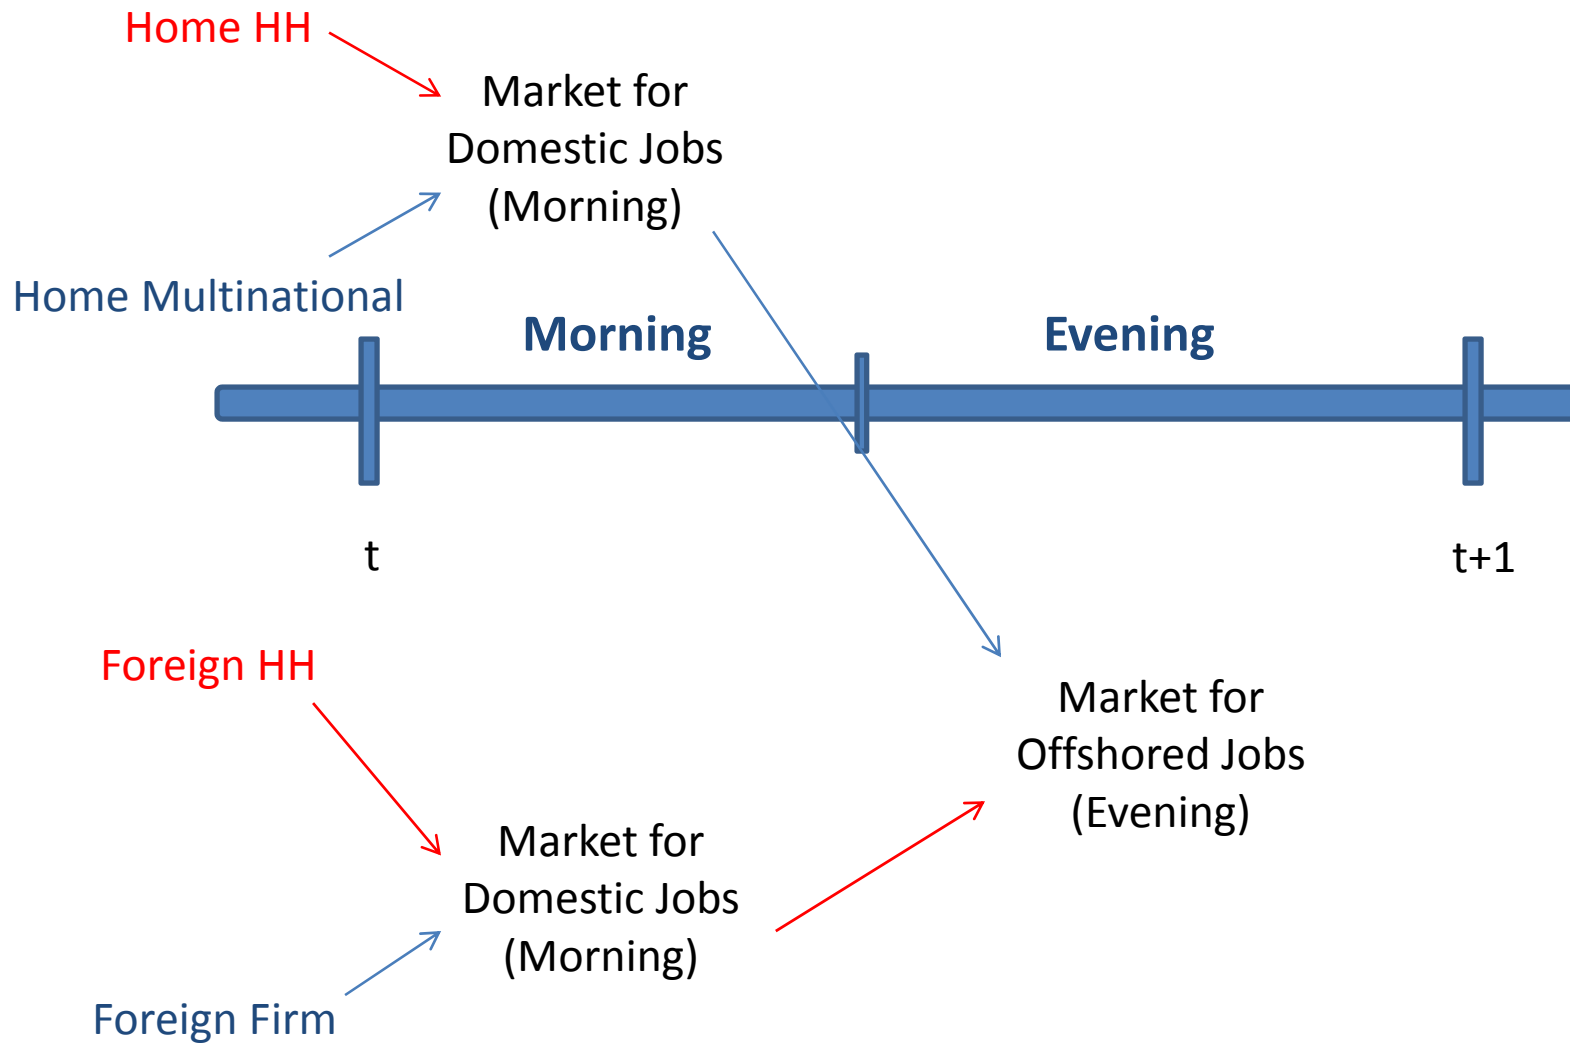 Home HH
Market for
Domestic Jobs
(Morning)
Home Multinational
Morning
Evening
t
t+1
Foreign HH
Market for
Offshored Jobs
(Evening)
Market for
Domestic Jobs
(Morning)
Foreign Firm